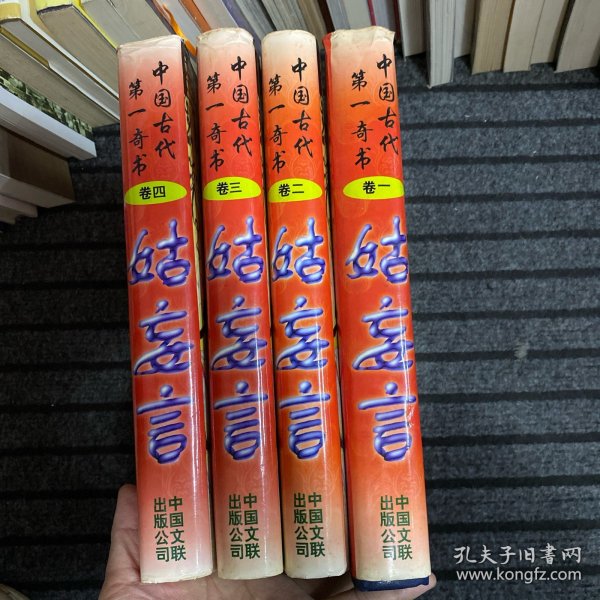 中国古代
第一奇书
卷四
姑妄言
中国文联
出版公司
中国古代
第一奇书
卷三
姑妄言
中国文联
出版公司
中国古代
第一奇书
卷二
姑妄言
中国文联
出版公司
中国古代
第一奇书
卷一
姑妄言
中国文联
出版公司
孔夫子旧書网
www.kongfz.com